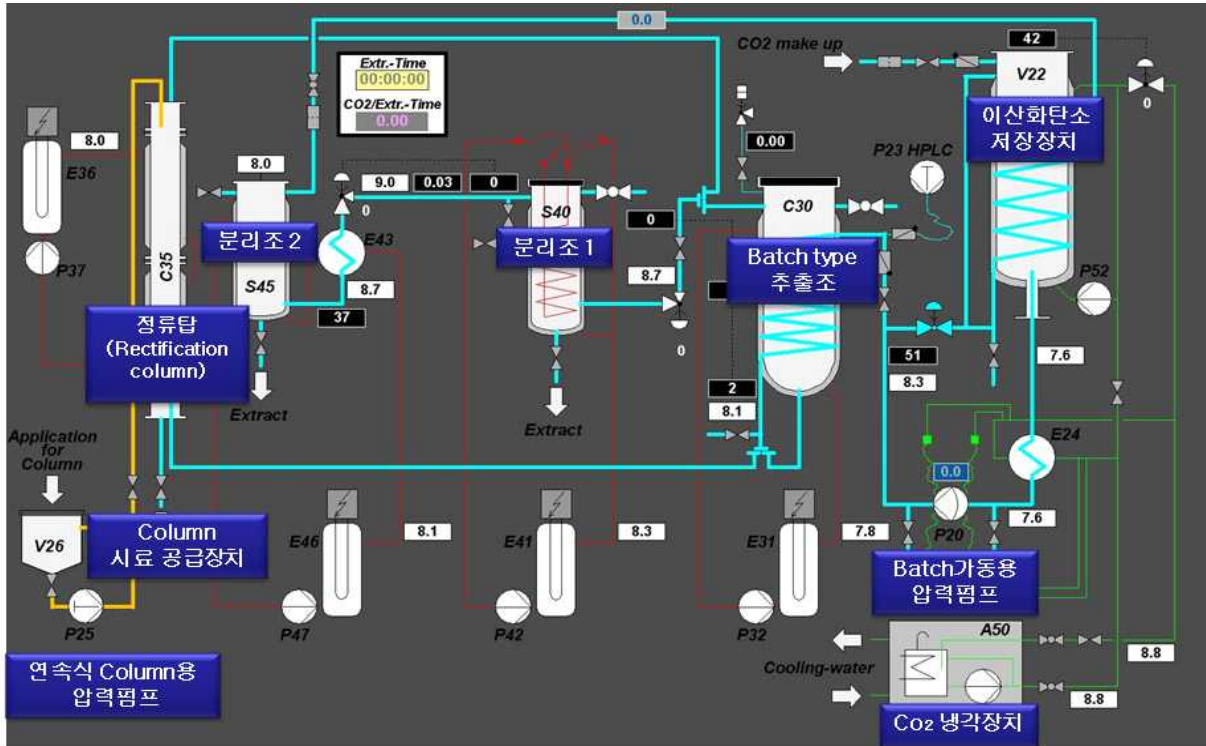 0.0
Extr.-Time
00:00:00
CO2/Extr.-Time
0.00
CO2 make up
42
V22
0
이산화탄소
저장장치
E36
8.0
P37
C35
8.0
분리조 2
S45
0
E43
8.7
37
Extract
9.0
0.03
0
S40
분리조 1
Extract
0
8.7
0
0.00
C30
Batch type
추출조
2
8.1
P23 HPLC
P52
51
8.3
7.6
E24
0.0
P20
7.6
정류탑
(Rectification
column)
Application
for
Column
V26
P25
Column
시료 공급장치
연속식 Column용
압력펌프
E46
8.1
P47
E41
8.3
P42
E31
7.8
P32
Batch가동용
압력펌프
A50
Cooling-water
8.8
8.8
Co₂ 냉각장치